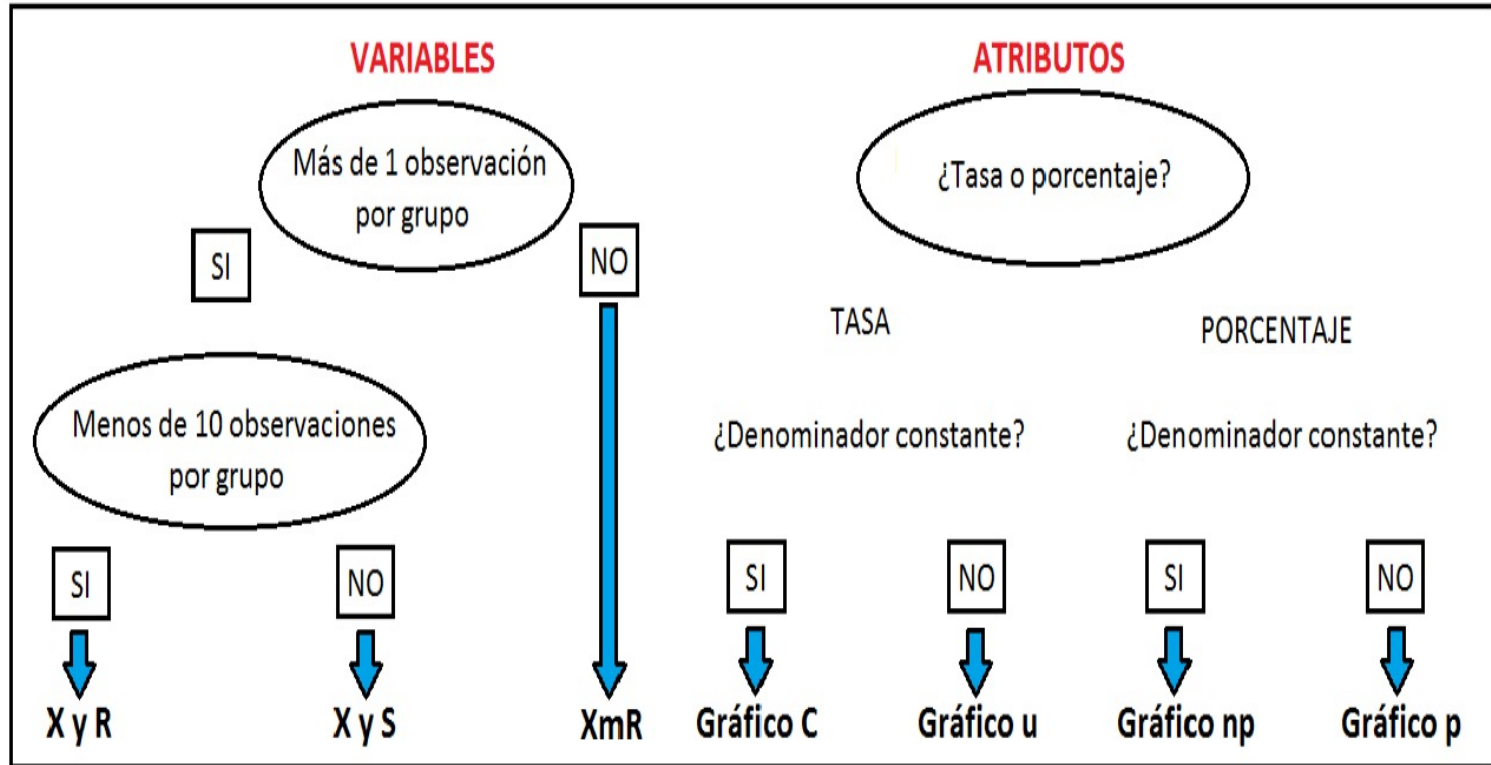 VARIABLES
Más de 1 observación
por grupo
SI
NO
Menos de 10 observaciones
por grupo
SI
NO
X y R
X y S
XmR
ATRIBUTOS
¿Tasa o porcentaje?
TASA
PORCENTAJE
¿Denominador constante?
¿Denominador constante?
SI
NO
SI
NO
Gráfico C
Gráfico u
Gráfico np
Gráfico p